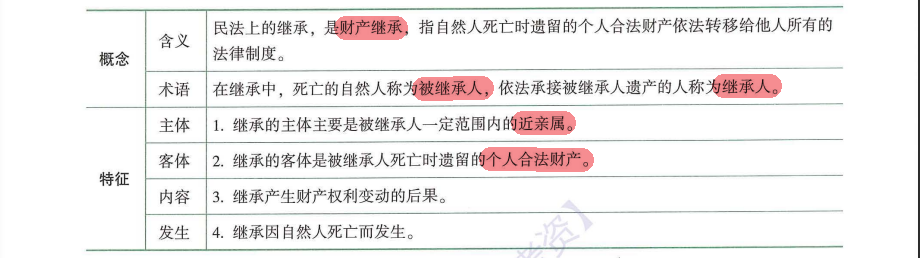 概念
含义
民法上的继承，是财产继承，指自然人死亡时遗留的个人合法财产依法转移给他人所有的
法律制度。
术语
在继承中，死亡的自然人称为被继承人，依法承接被继承人遗产的人称为继承人。
特征
主体
1. 继承的主体主要是被继承人一定范围内的近亲属。
客体
2. 继承的客体是被继承人死亡时遗留的个人合法财产。
内容
3. 继承产生财产权利变动的后果。
发生
4. 继承因自然人死亡而发生。
资】